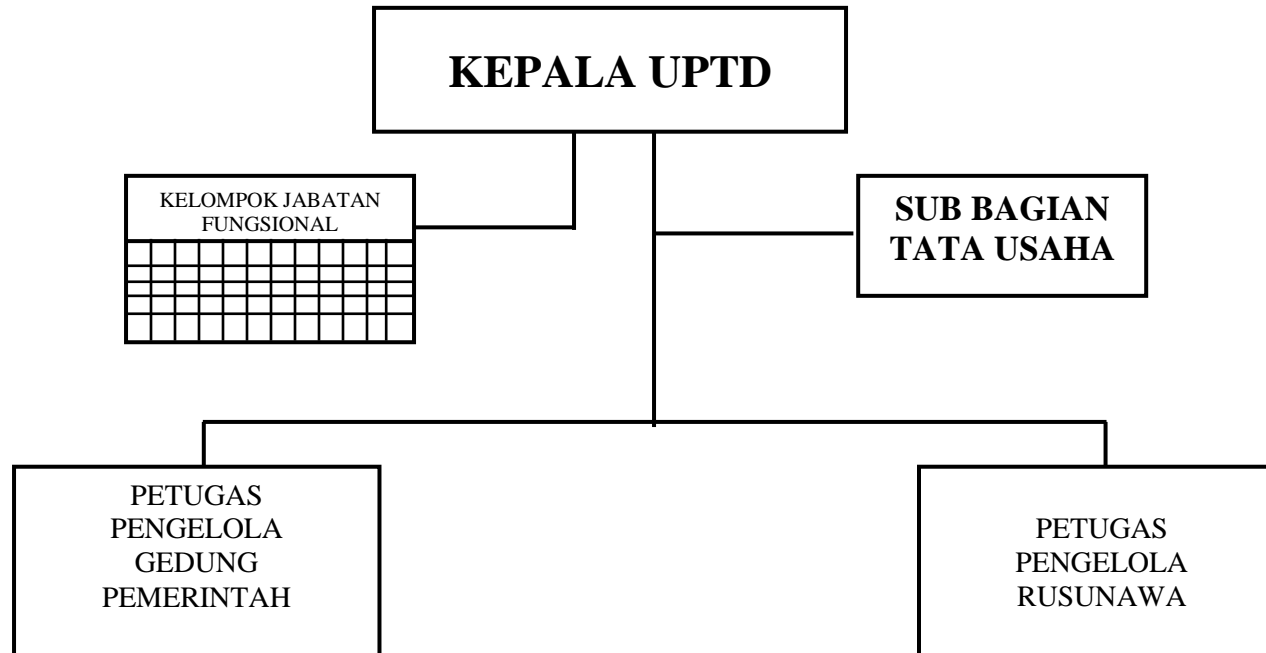 KEPALA UPTD
KELOMPOK JABATAN
FUNGSIONAL
SUB BAGIAN
TATA USAHA
PETUGAS
PENGELOLA
GEDUNG
PEMERINTAH
PETUGAS
PENGELOLA
RUSUNAWA